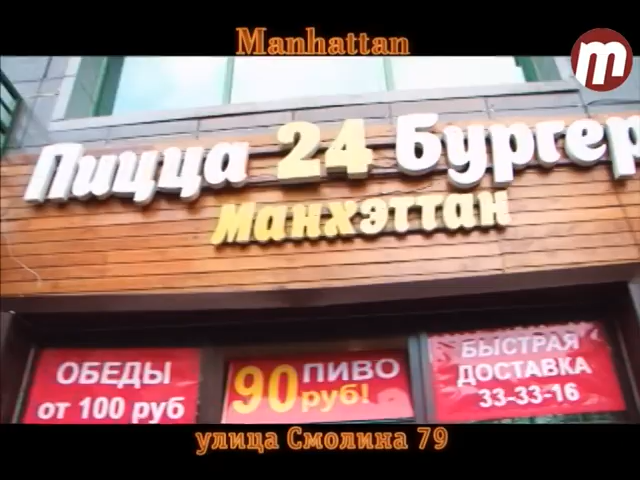 Manhattan
m
Пицца 24 Бургер
Манхэттан
ОБЕДЫ
от 100 руб
90 ПИВО
руб!
БЫСТРАЯ
ДОСТАВКА
33-33-16
улица Смолина 79